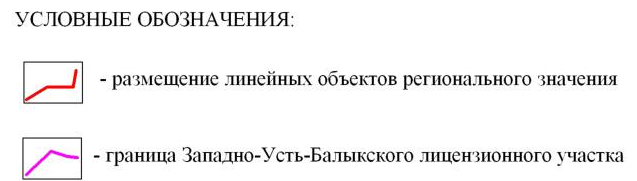 УСЛОВНЫЕ ОБОЗНАЧЕНИЯ:
- размещение линейных объектов регионального значения
- граница Западно-Усть-Балыкского лицензионного участка